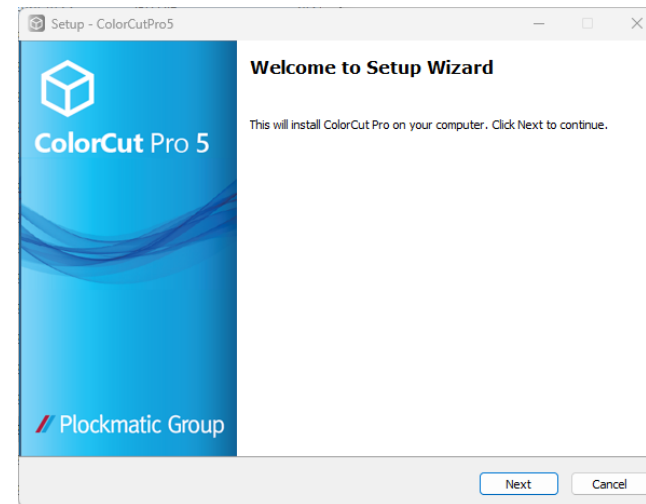 Setup - ColorCutPro5
Welcome to Setup Wizard
This will install ColorCut Pro on your computer. Click Next to continue.
ColorCut Pro 5
Plockmatic Group
Next
Cancel